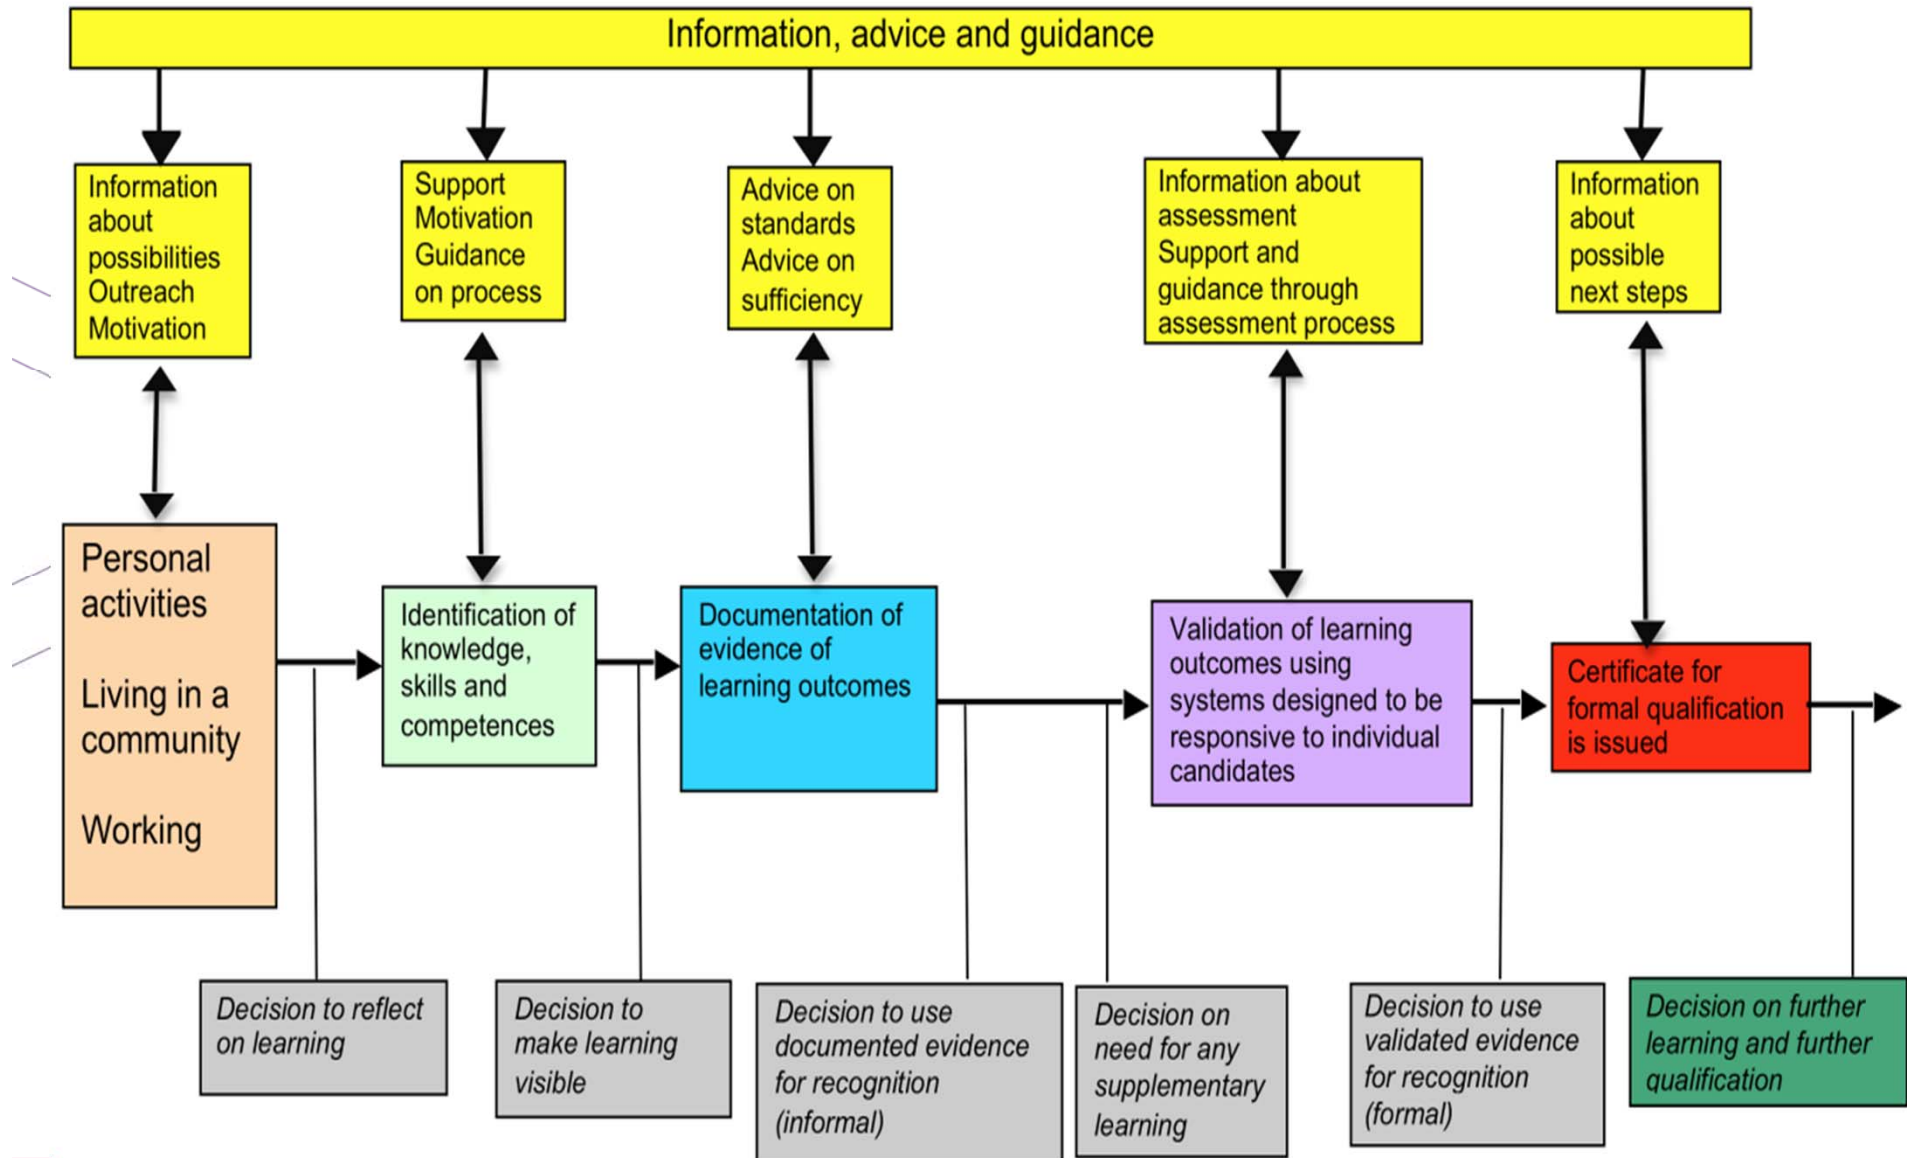 Information, advice and guidance
Information
about
possibilities
Outreach
Motivation
Support
Motivation
Guidance
on process
Advice on
standards
Advice on
sufficiency
Information about
assessment
Support and
guidance through
assessment process
Information
about
possible
next steps
Personal
activities
Living in a
community
Working
Identification of
knowledge,
skills and
competences
Documentation of
evidence of
learning outcomes
Validation of learning
outcomes using
systems designed to be
responsive to individual
candidates
Certificate for
formal qualification
is issued
Decision to reflect
on learning
Decision to
make learning
visible
Decision to use
documented evidence
for recognition
(informal)
Decision on
need for any
supplementary
learning
Decision to use
validated evidence
for recognition
(formal)
Decision on further
learning and further
qualification